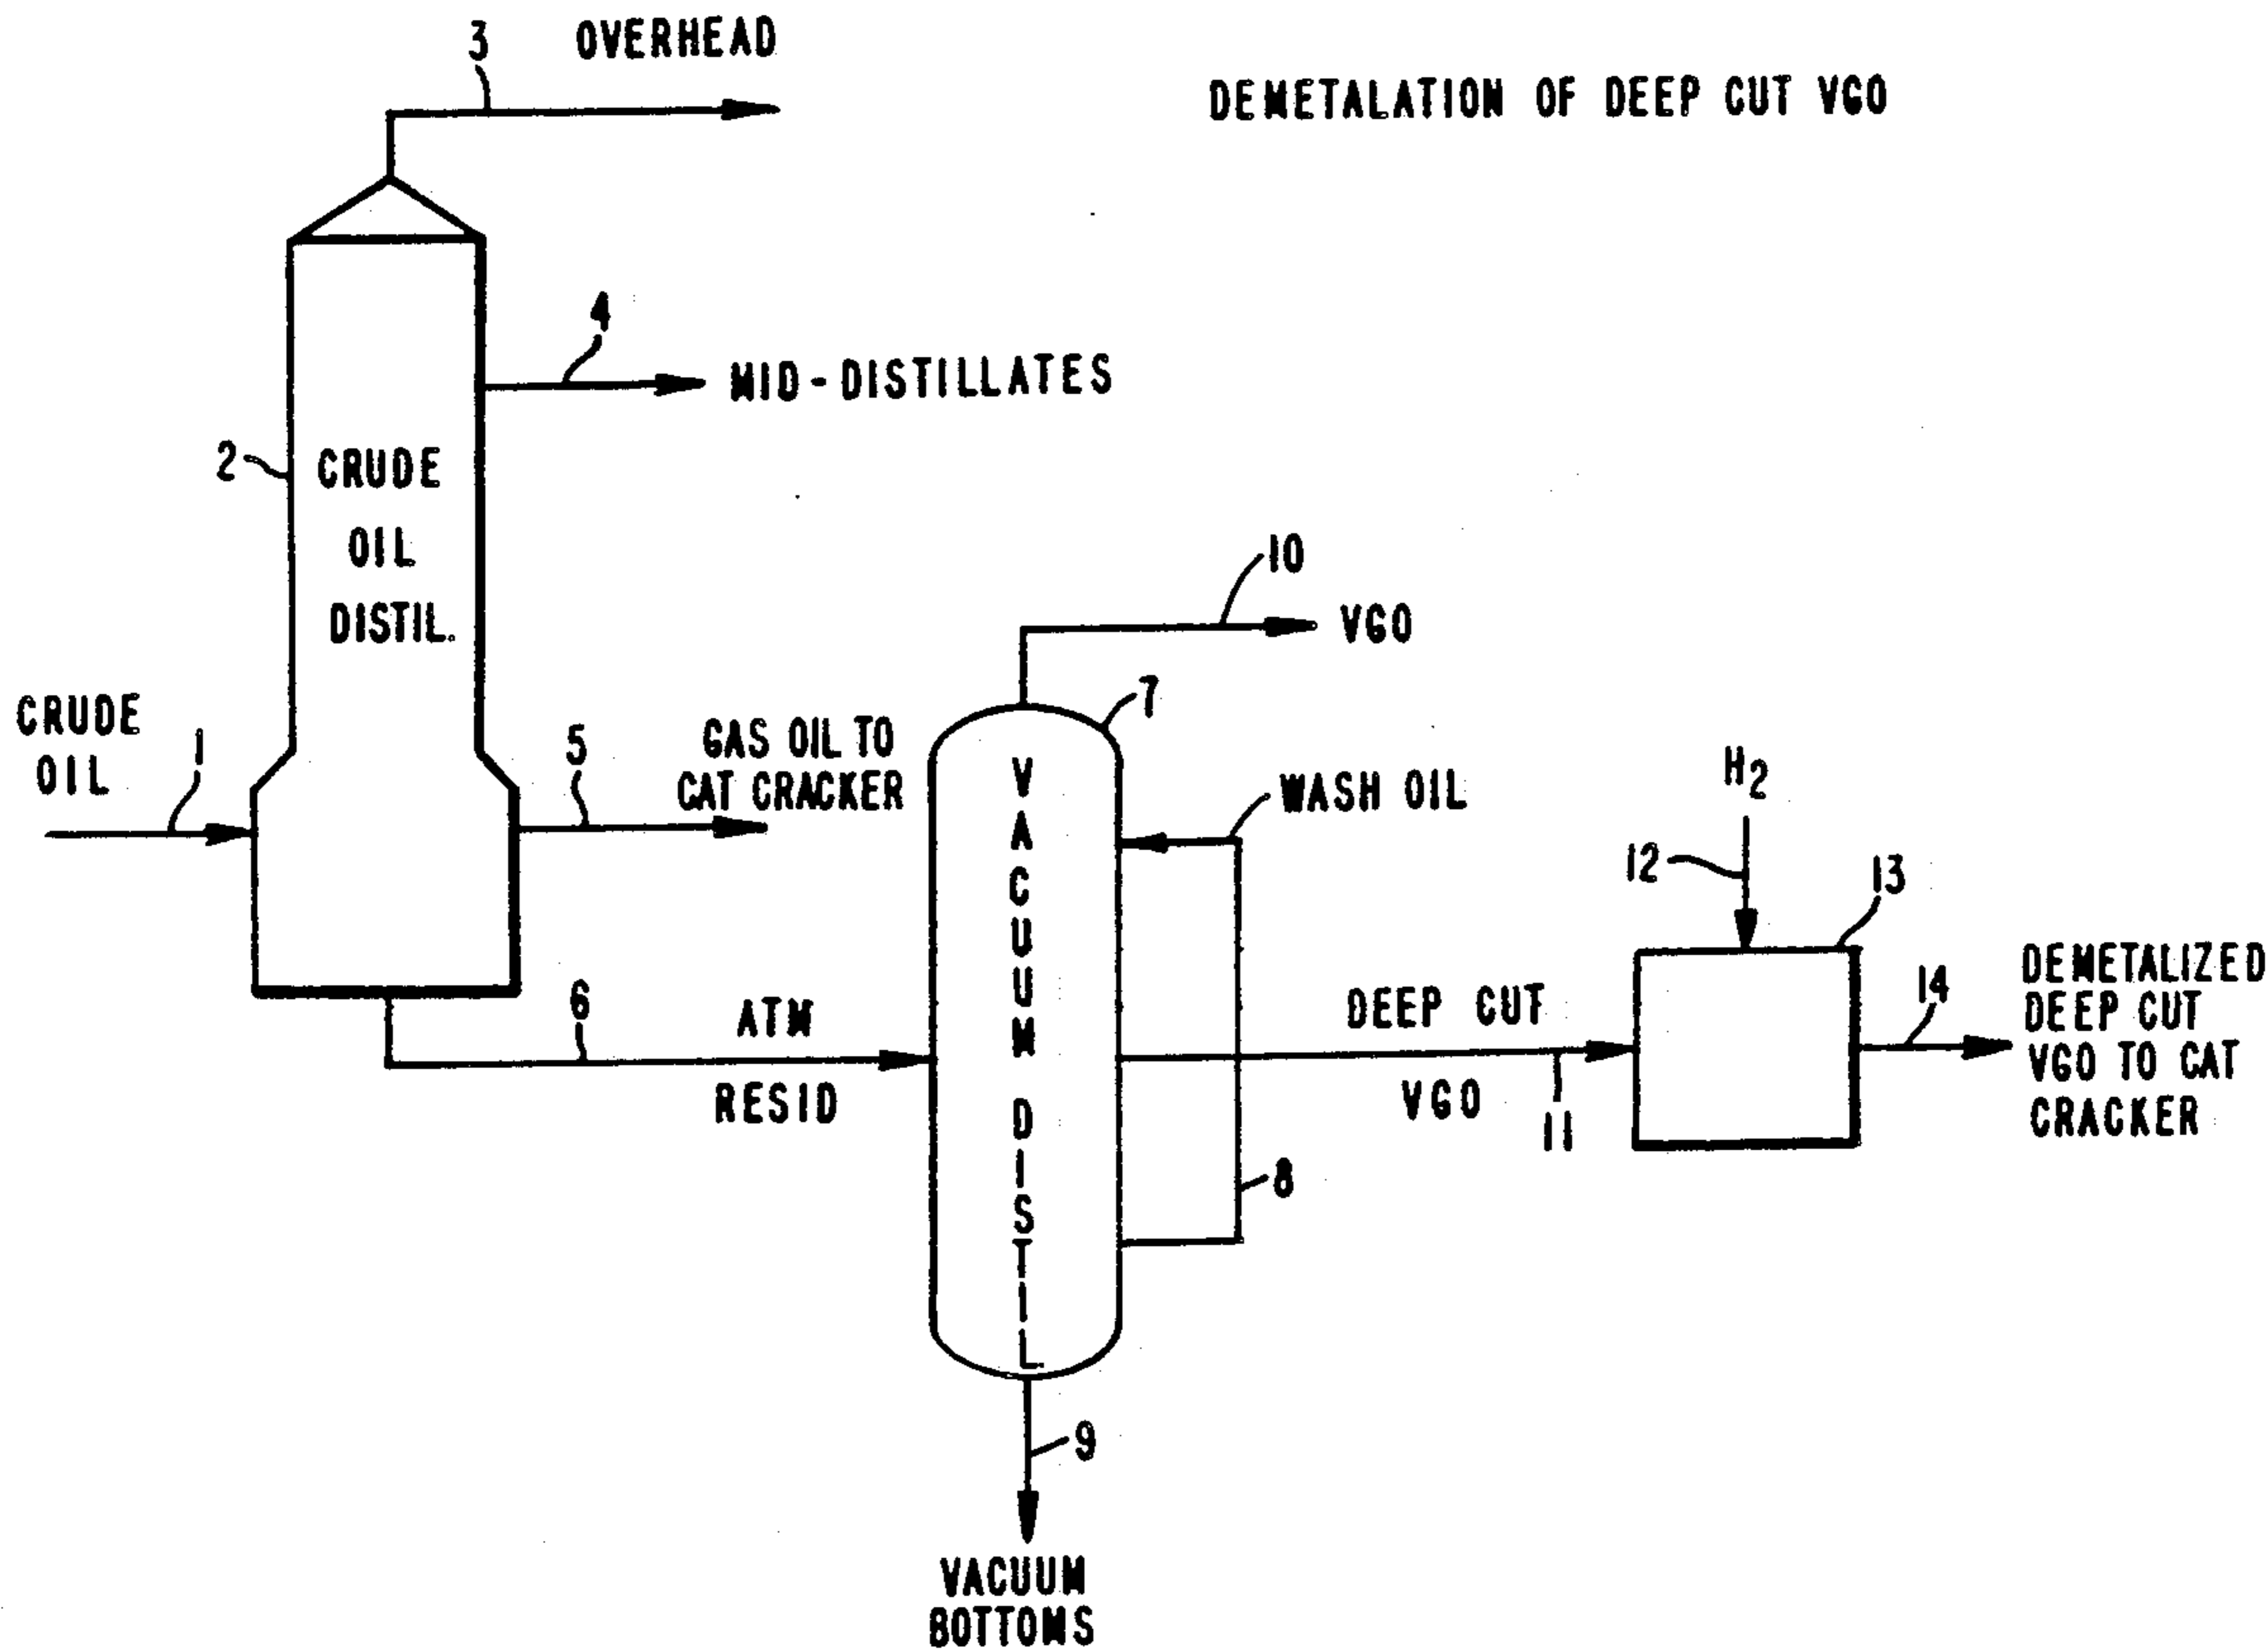 3 OVERHEAD
DEMETALATION OF DEEP CUT VGO
4
MID-DISTILLATES
2
CRUDE
OIL
DISTIL.
10
VGO
CRUDE
OIL
1
5
GAS OIL TO
CAT CRACKER
7
VACUUM DISTILL
WASH OIL
H2
12
13
6
ATM
RESID
DEEP CUT
VGO
11
14
DEMETALIZED
DEEP CUT
VGO TO CAT
CRACKER
8
9
VACUUM
BOTTOMS